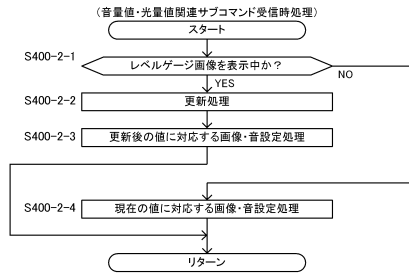 （音量値・光量値関連サブコマンド受信時処理）
スタート
S400-2-1
レベルゲージ画像を表示中か？
NO
YES
S400-2-2
更新処理
S400-2-3
更新後の値に対応する画像・音設定処理
S400-2-4
現在の値に対応する画像・音設定処理
リターン